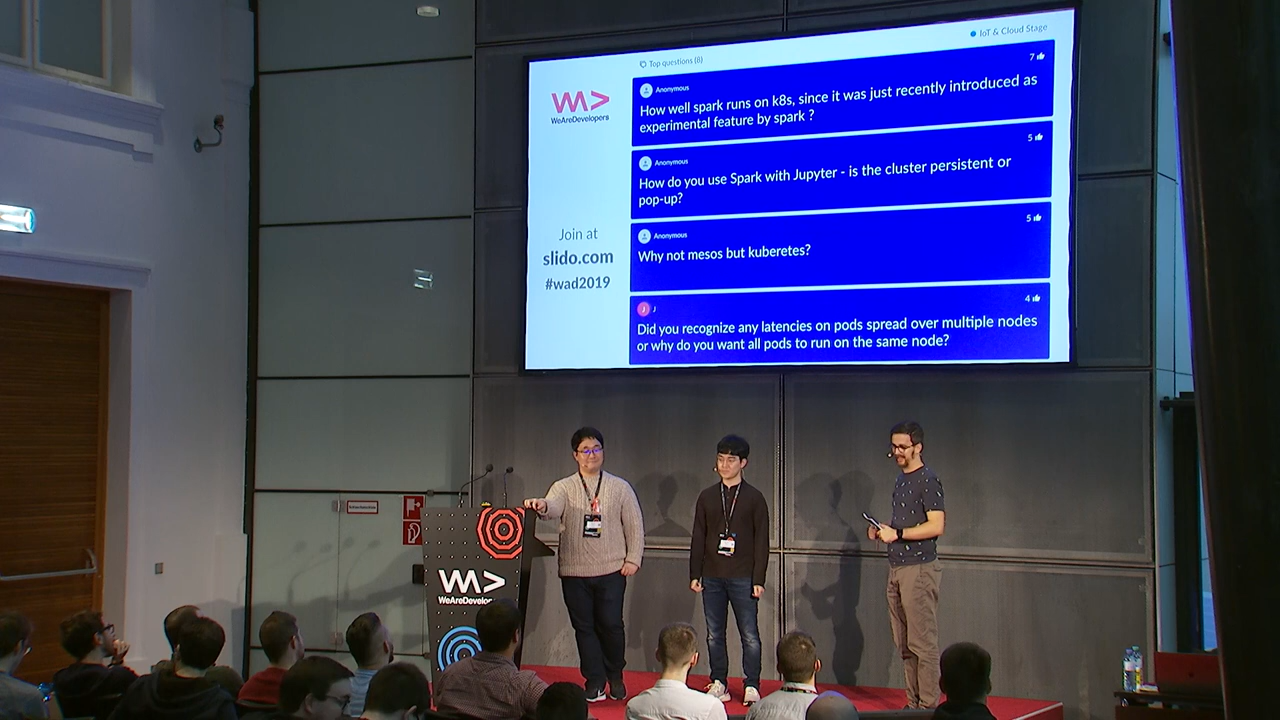 IoT & Cloud Stage
Top questions (8)
WeAreDevelopers
Anonymous
7
How well spark runs on k8s, since it was just recently introduced as
experimental feature by spark ?
Anonymous
5
How do you use Spark with Jupyter - is the cluster persistent or
pop-up?
Join at
slido.com
#wad2019
Anonymous
5
Why not mesos but kuberetes?
J J
4
Did you recognize any latencies on pods spread over multiple nodes
or why do you want all pods to run on the same node?
WeAreDevelopers